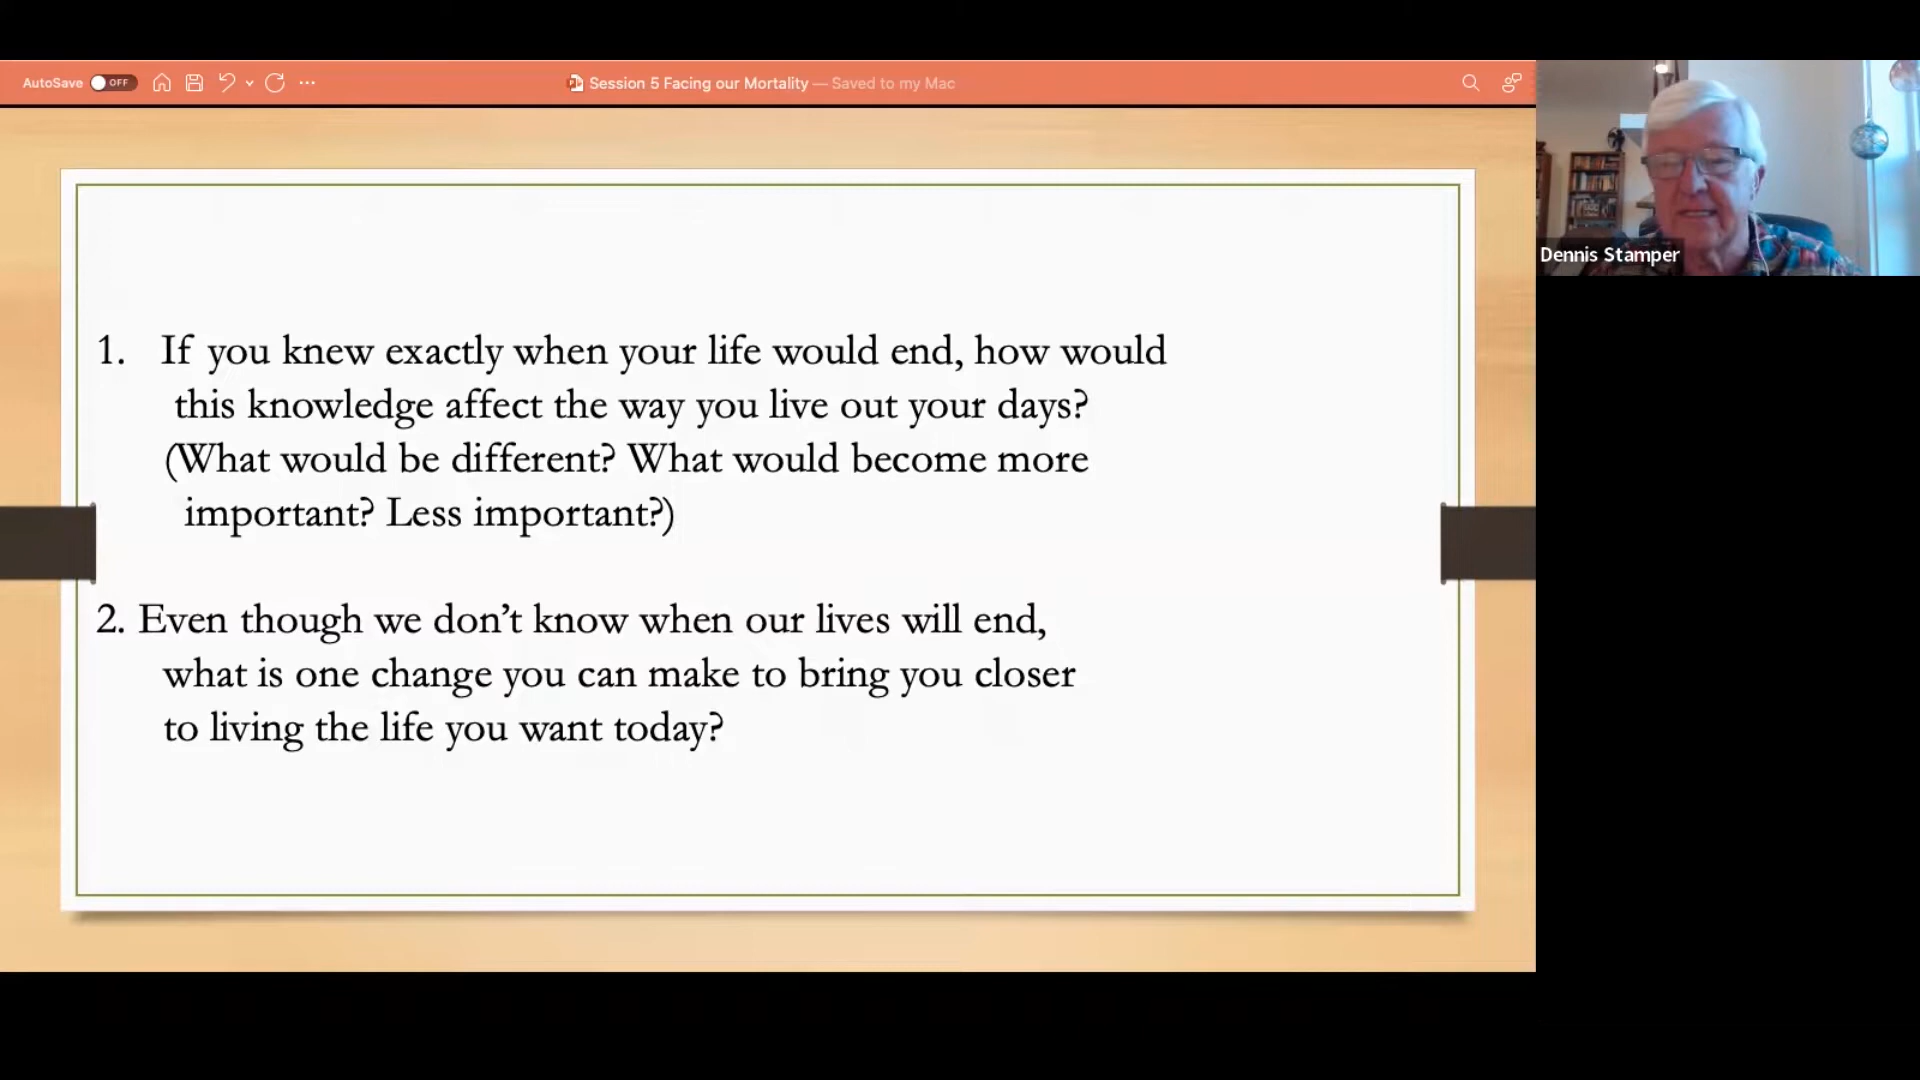 AutoSave OFF
Session 5 Facing our Mortality — Saved to my Mac
Dennis Stamper
1. If you knew exactly when your life would end, how would
this knowledge affect the way you live out your days?
(What would be different? What would become more
important? Less important?)
2. Even though we don’t know when our lives will end,
what is one change you can make to bring you closer
to living the life you want today?